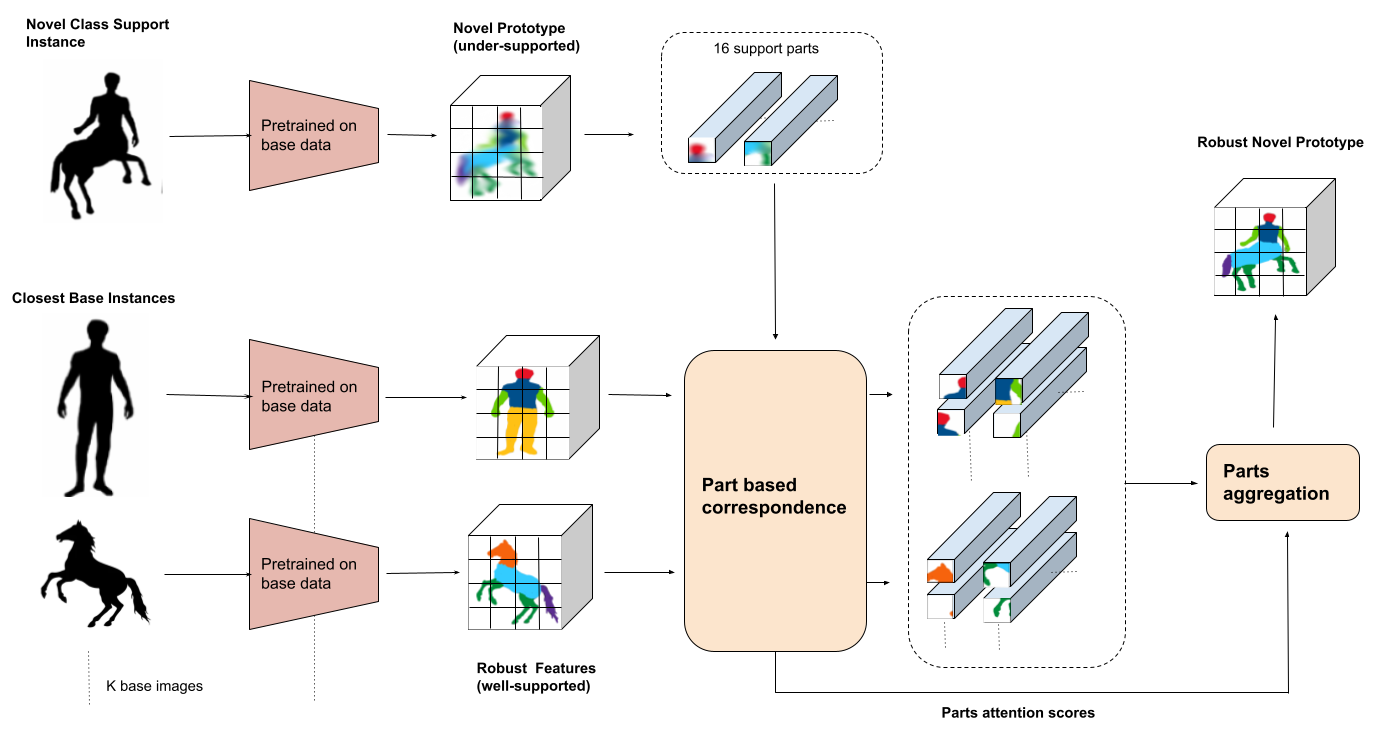 Novel Class Support
Instance
Novel Prototype
(under-supported)
16 support parts
Pretrained on
base data
Robust Novel Prototype
Closest Base Instances
Pretrained on
base data
Part based
correspondence
Parts
aggregation
Pretrained on
base data
Robust Features
(well-supported)
K base images
Parts attention scores